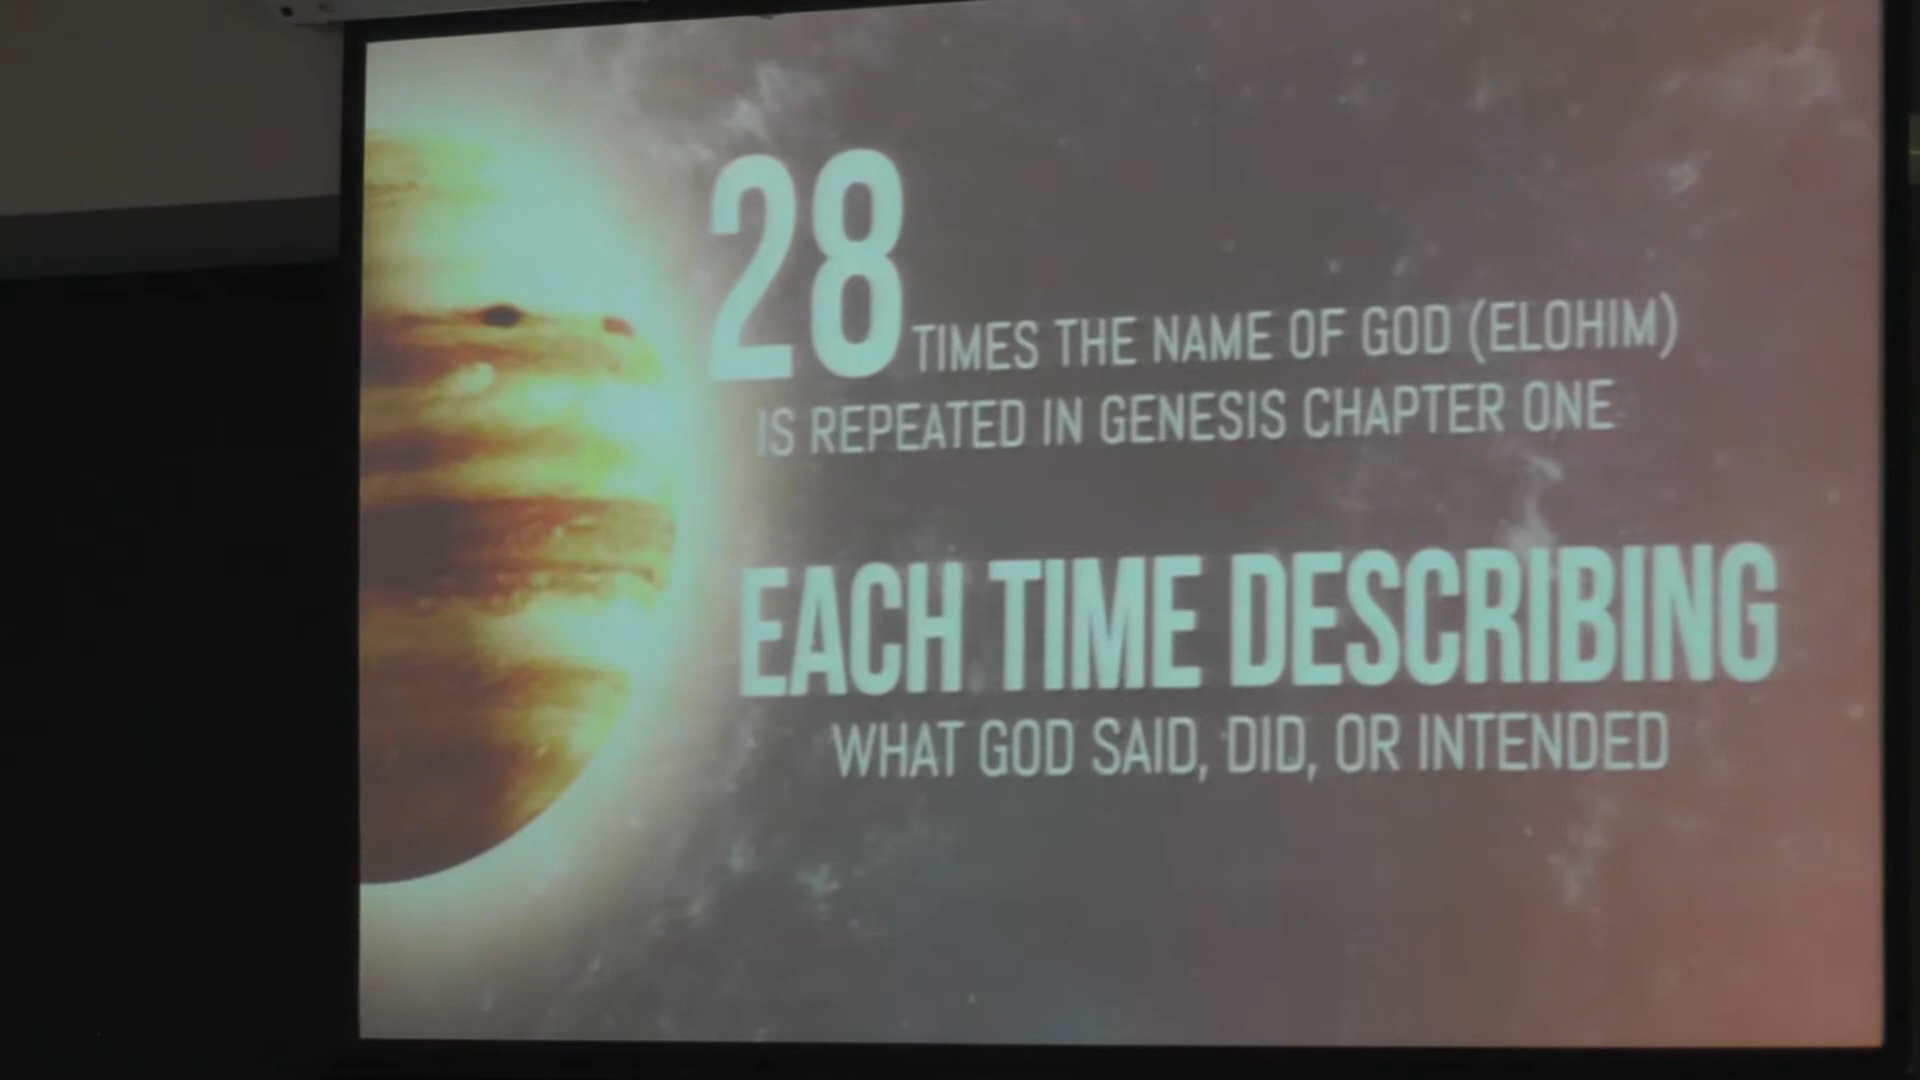 28 TIMES THE NAME OF GOD (ELOHIM)
IS REPEATED IN GENESIS CHAPTER ONE
EACH TIME DESCRIBING
WHAT GOD SAID, DID, OR INTENDED